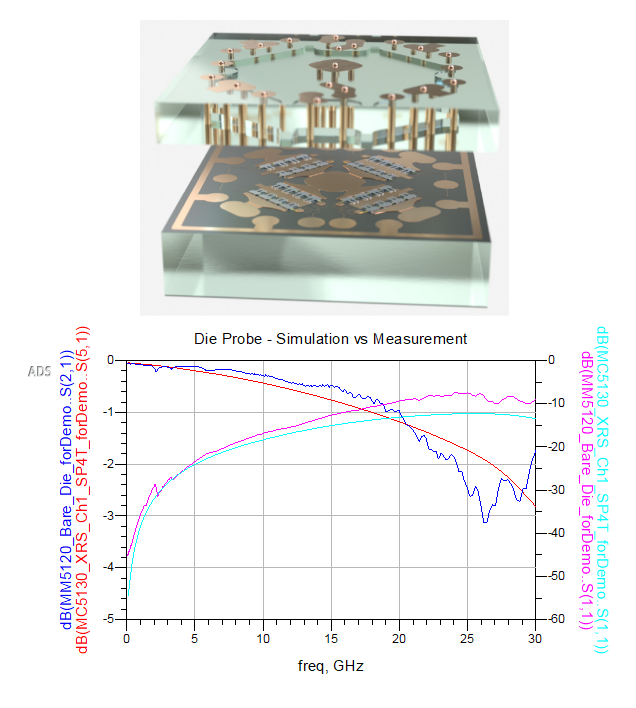 Die Probe - Simulation vs Measurement
ADS
dB(MM5120_Bare_Die_forDemo..S(2,1))
dB(MC5130_XRS_Ch1_SP4T_forDemo..S(5,1))
0
-1
-2
-3
-4
-5
0
-10
-20
-30
-40
-50
-60
dB(MC5130_XRS_Ch1_SP4T_forDemo..S(1,1))
dB(MM5120_Bare_Die_forDemo..S(1,1))
0 5 10 15 20 25 30
freq, GHz